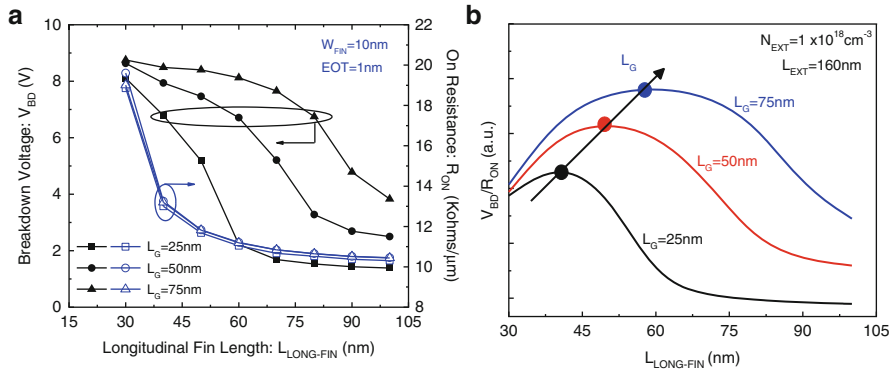 a
W_FIN=10nm
EOT=1nm
Breakdown Voltage: V_BD (V)
10
8
6
4
2
0
On Resistance: R_ON (Kohms/μm)
22
20
18
16
14
12
10
8
L_G=25nm
L_G=50nm
L_G=75nm
15 30 45 60 75 90 105
Longitudinal Fin Length: L_LONG-FIN (nm)
b
N_EXT=1 x10^18cm^-3
L_EXT=160nm
L_G
L_G=75nm
L_G=50nm
L_G=25nm
V_BD/R_ON (a.u.)
30 45 60 75 90 105
L_LONG-FIN (nm)